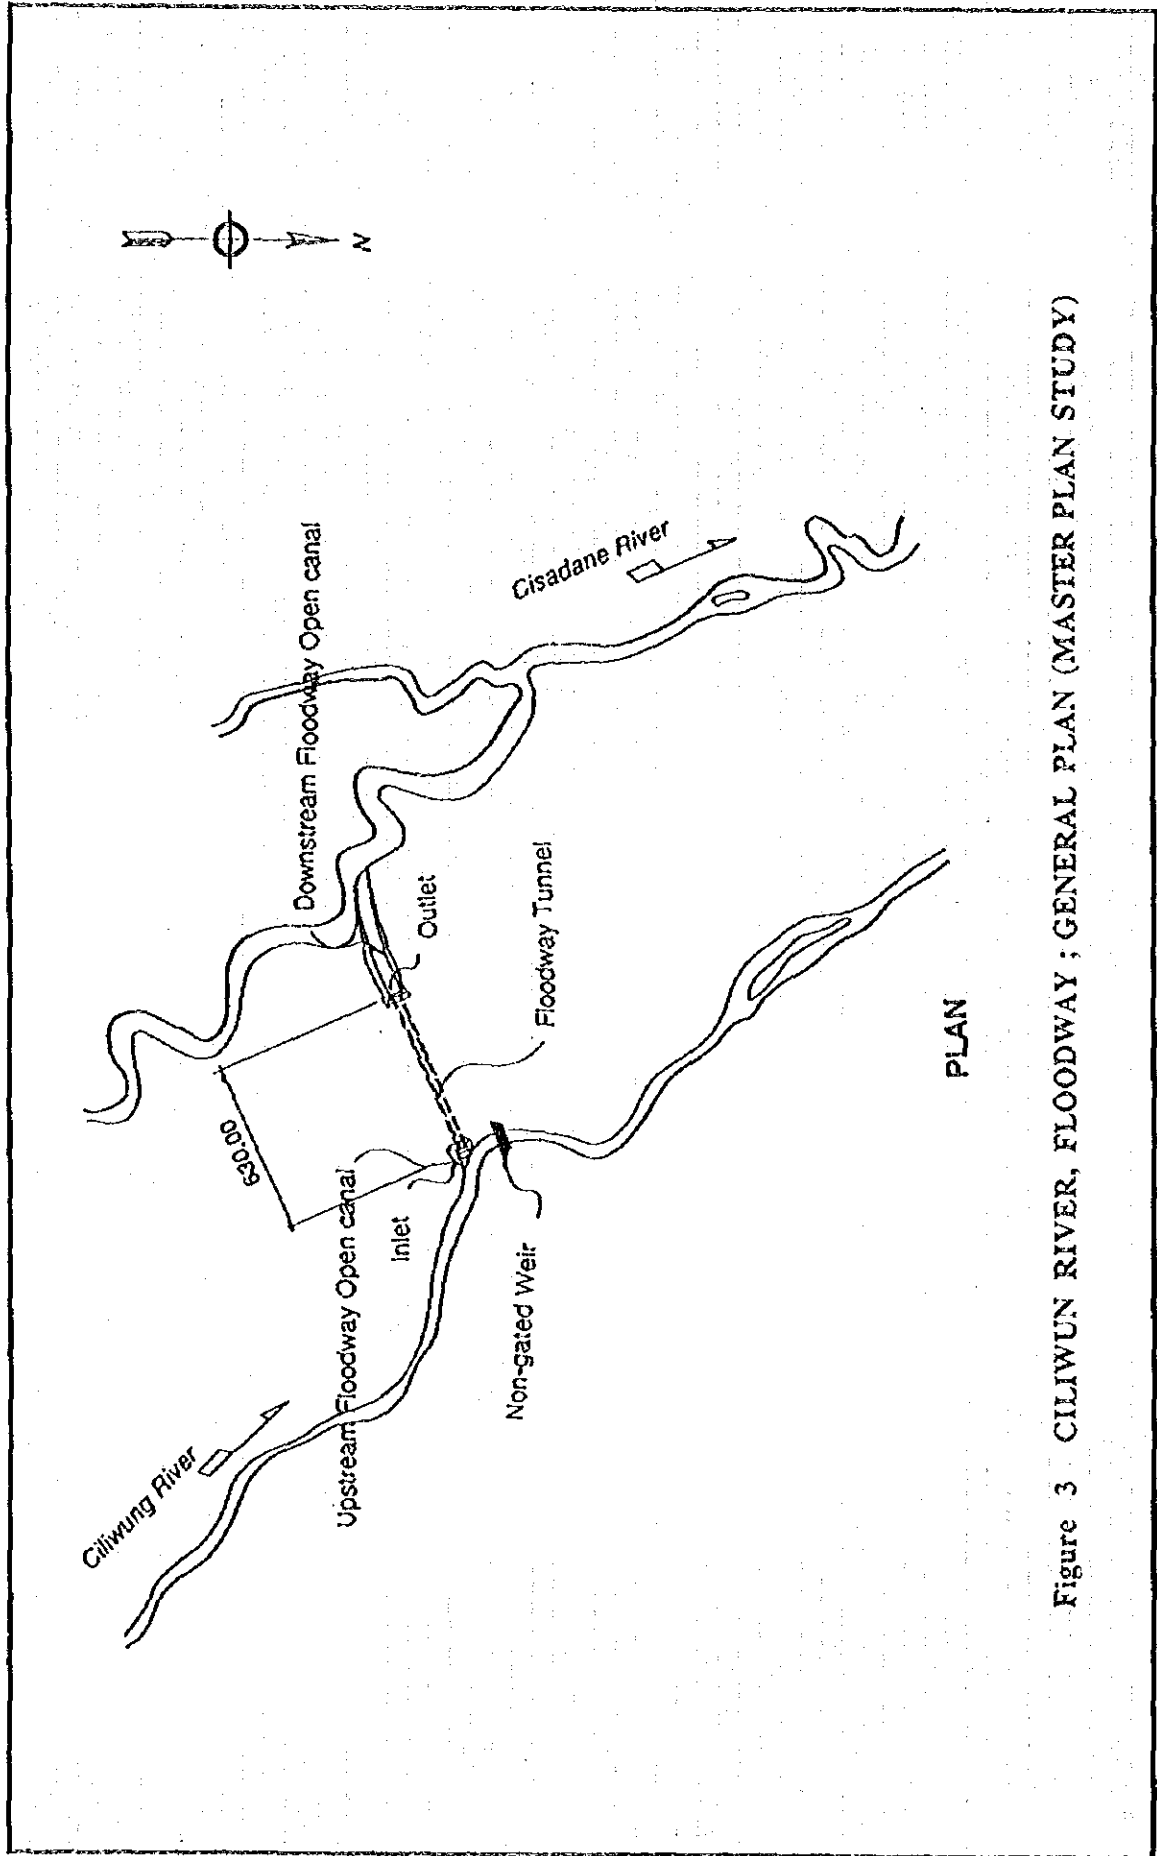 N
Ciliwung River
Upstream Floodway Open canal
Inlet
Non-gated Weir
630.00
Downstream Floodway Open canal
Outlet
Floodway Tunnel
Cisadane River
PLAN
Figure 3 CILIWUN RIVER, FLOODWAY ; GENERAL PLAN (MASTER PLAN STUDY)